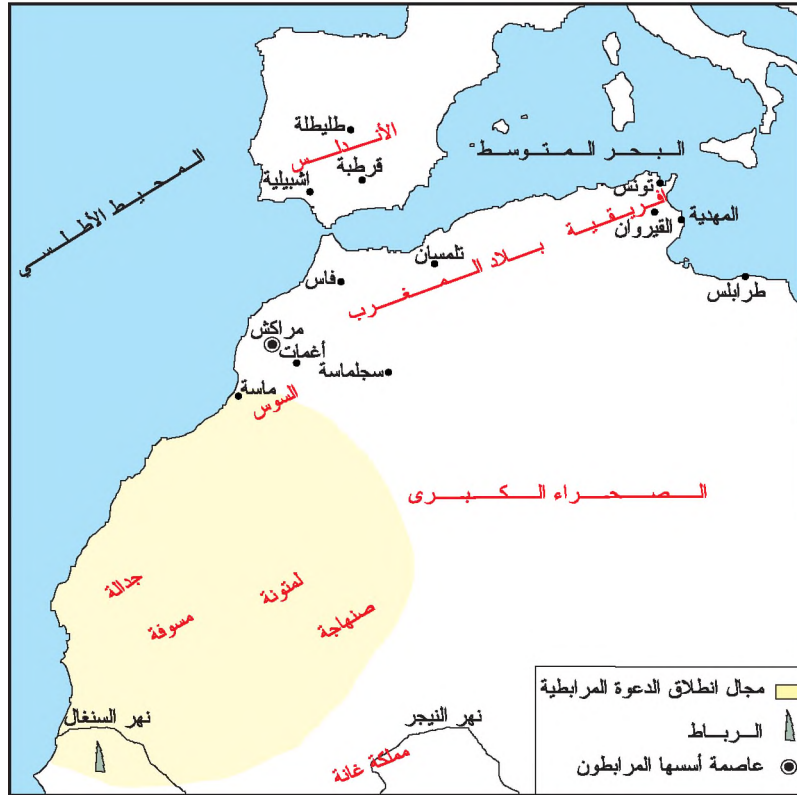 طليطلة
الأندلس
قرطبة
اشبيلية
البحر المتوسط
المحيط الأطلسي
تونس
افريقية
القيروان
المهدية
طرابلس
بلاد المغرب
تلمسان
فاس
مراكش
أغمات
سجلماسة
ماسة
السوس
الصحراء الكبرى
جدالة
لمتونة
مسوفة
صنهاجة
نهر السنغال
نهر النيجر
مملكة غانة
مجال انطلاق الدعوة المرابطية
الرباط
عاصمة أسسها المرابطون